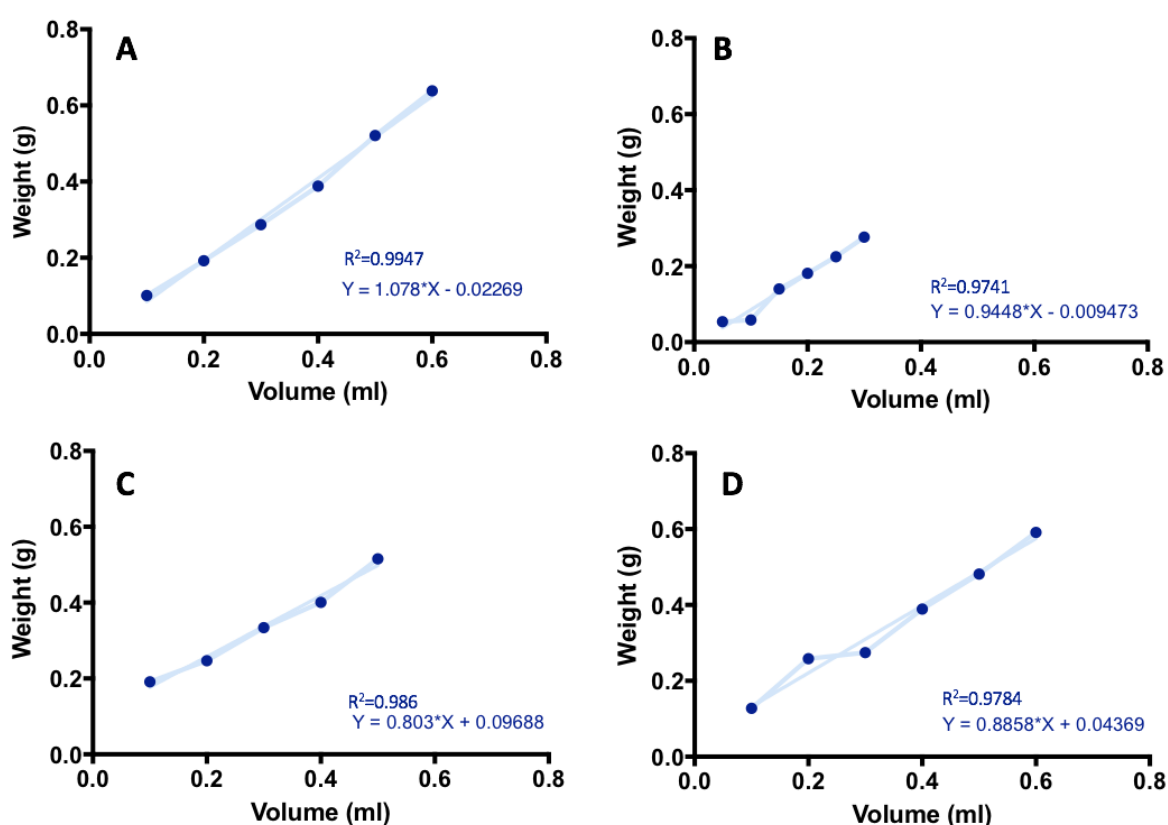 A
Weight (g)
0.8
0.6
0.4
0.2
0.0
R²=0.9947
Y = 1.078*X - 0.02269
0.0 0.2 0.4 0.6 0.8
Volume (ml)
B
Weight (g)
0.8
0.6
0.4
0.2
0.0
R²=0.9741
Y = 0.9448*X - 0.009473
0.0 0.2 0.4 0.6 0.8
Volume (ml)
C
Weight (g)
0.8
0.6
0.4
0.2
0.0
R²=0.986
Y = 0.803*X + 0.09688
0.0 0.2 0.4 0.6 0.8
Volume (ml)
D
Weight (g)
0.8
0.6
0.4
0.2
0.0
R²=0.9784
Y = 0.8858*X + 0.04369
0.0 0.2 0.4 0.6 0.8
Volume (ml)